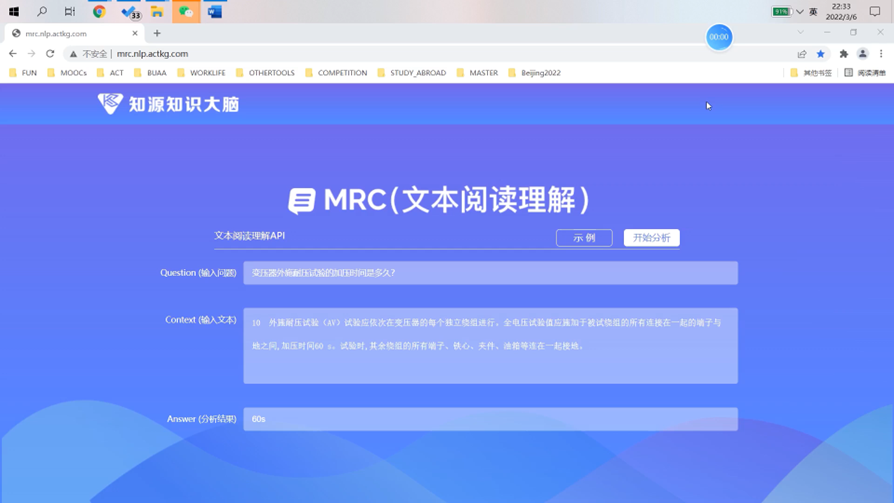 33
91%
英
22:33
2022/3/6
mrc.nlp.actkg.com
00:00
不安全
mrc.nlp.actkg.com
FUN
MOOCs
ACT
BUAA
WORKLIFE
OTHERTOOLS
COMPETITION
STUDY_ABROAD
MASTER
Beijing2022
其他书签
阅读清单
知源知识大脑
MRC(文本阅读理解)
文本阅读理解API
示 例
开始分析
Question (输入问题)
变压器外施耐压试验的加压时间是多久?
Context (输入文本)
10 外施耐压试验（AV）试验应依次在变压器的每个独立绕组进行。全电压试验值应施加于被试绕组的所有连接在一起的端子与
地之间,加压时间60 s。试验时,其余绕组的所有端子、铁心、夹件、油箱等连在一起接地。
Answer (分析结果)
60s